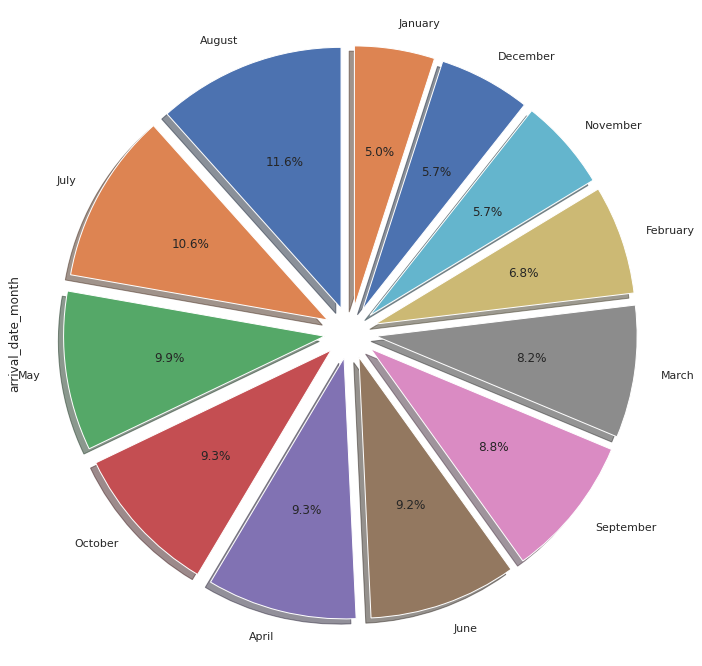 January
August
December
November
5.0%
11.6%
5.7%
July
5.7%
February
10.6%
6.8%
arrival_date_month
May
9.9%
8.2%
March
8.8%
9.3%
9.2%
9.3%
September
October
June
April